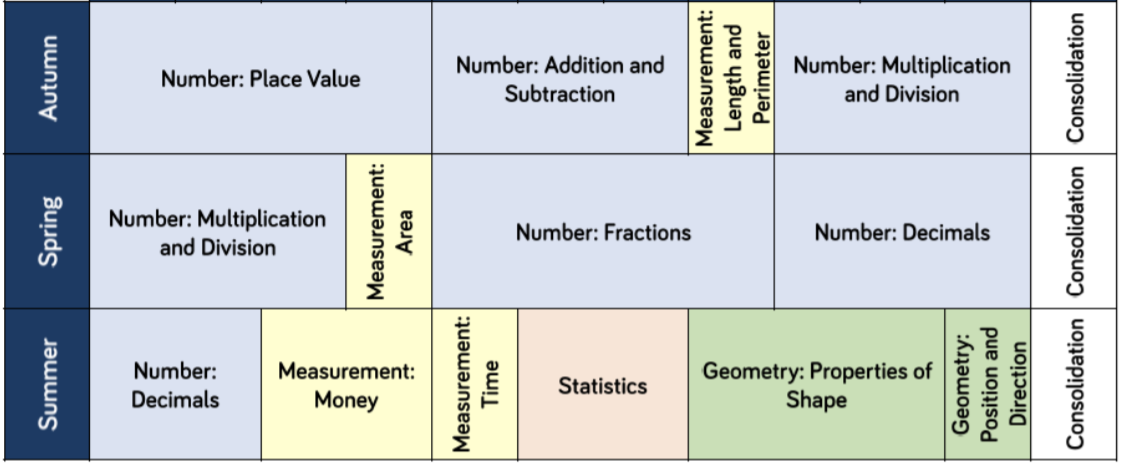 Autumn
Number: Place Value
Number: Addition and
Subtraction
Measurement:
Length and
Perimeter
Number: Multiplication
and Division
Consolidation
Spring
Number: Multiplication
and Division
Measurement:
Area
Number: Fractions
Number: Decimals
Consolidation
Summer
Number:
Decimals
Measurement:
Money
Measurement:
Time
Statistics
Geometry: Properties of
Shape
Geometry:
Position and
Direction
Consolidation